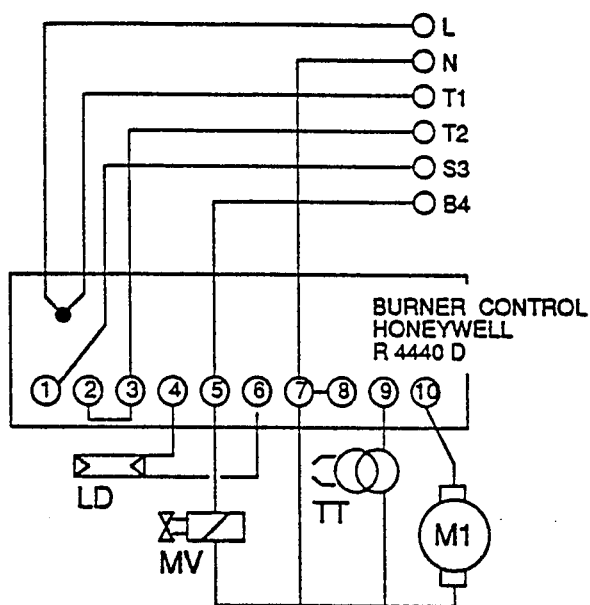 L
N
T1
T2
S3
B4
BURNER CONTROL
HONEYWELL
R 4440 D
1 2 3 4 5 6 7 8 9 10
LD
TT
MV
M1